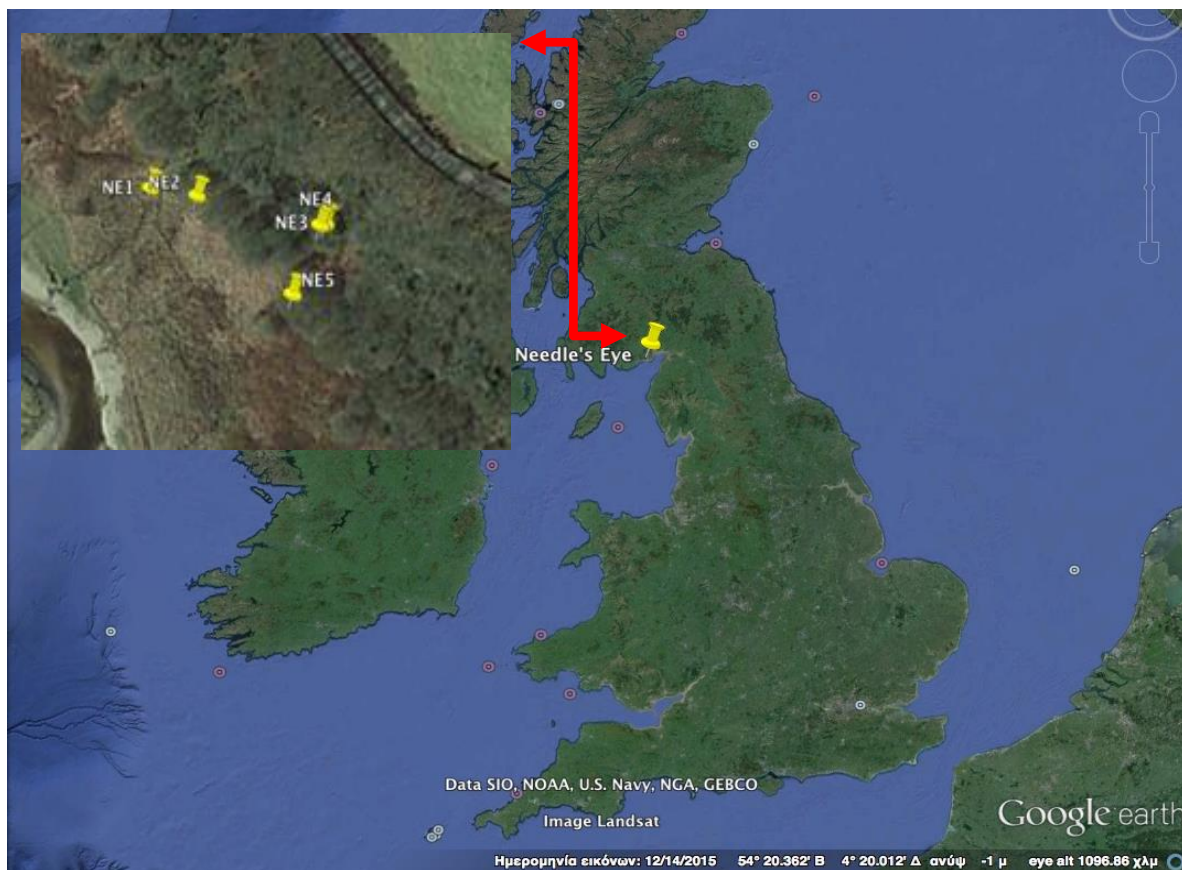 NE1
NE2
NE4
NE3
NE5
Needle's Eye
Data SIO, NOAA, U.S. Navy, NGA, GEBCO
Image Landsat
Google earth
Ημερομηνία εικόνων: 12/14/2015 54° 20.362' Β 4° 20.012' Δ ανύψ -1 μ eye alt 1096.86 χλμ